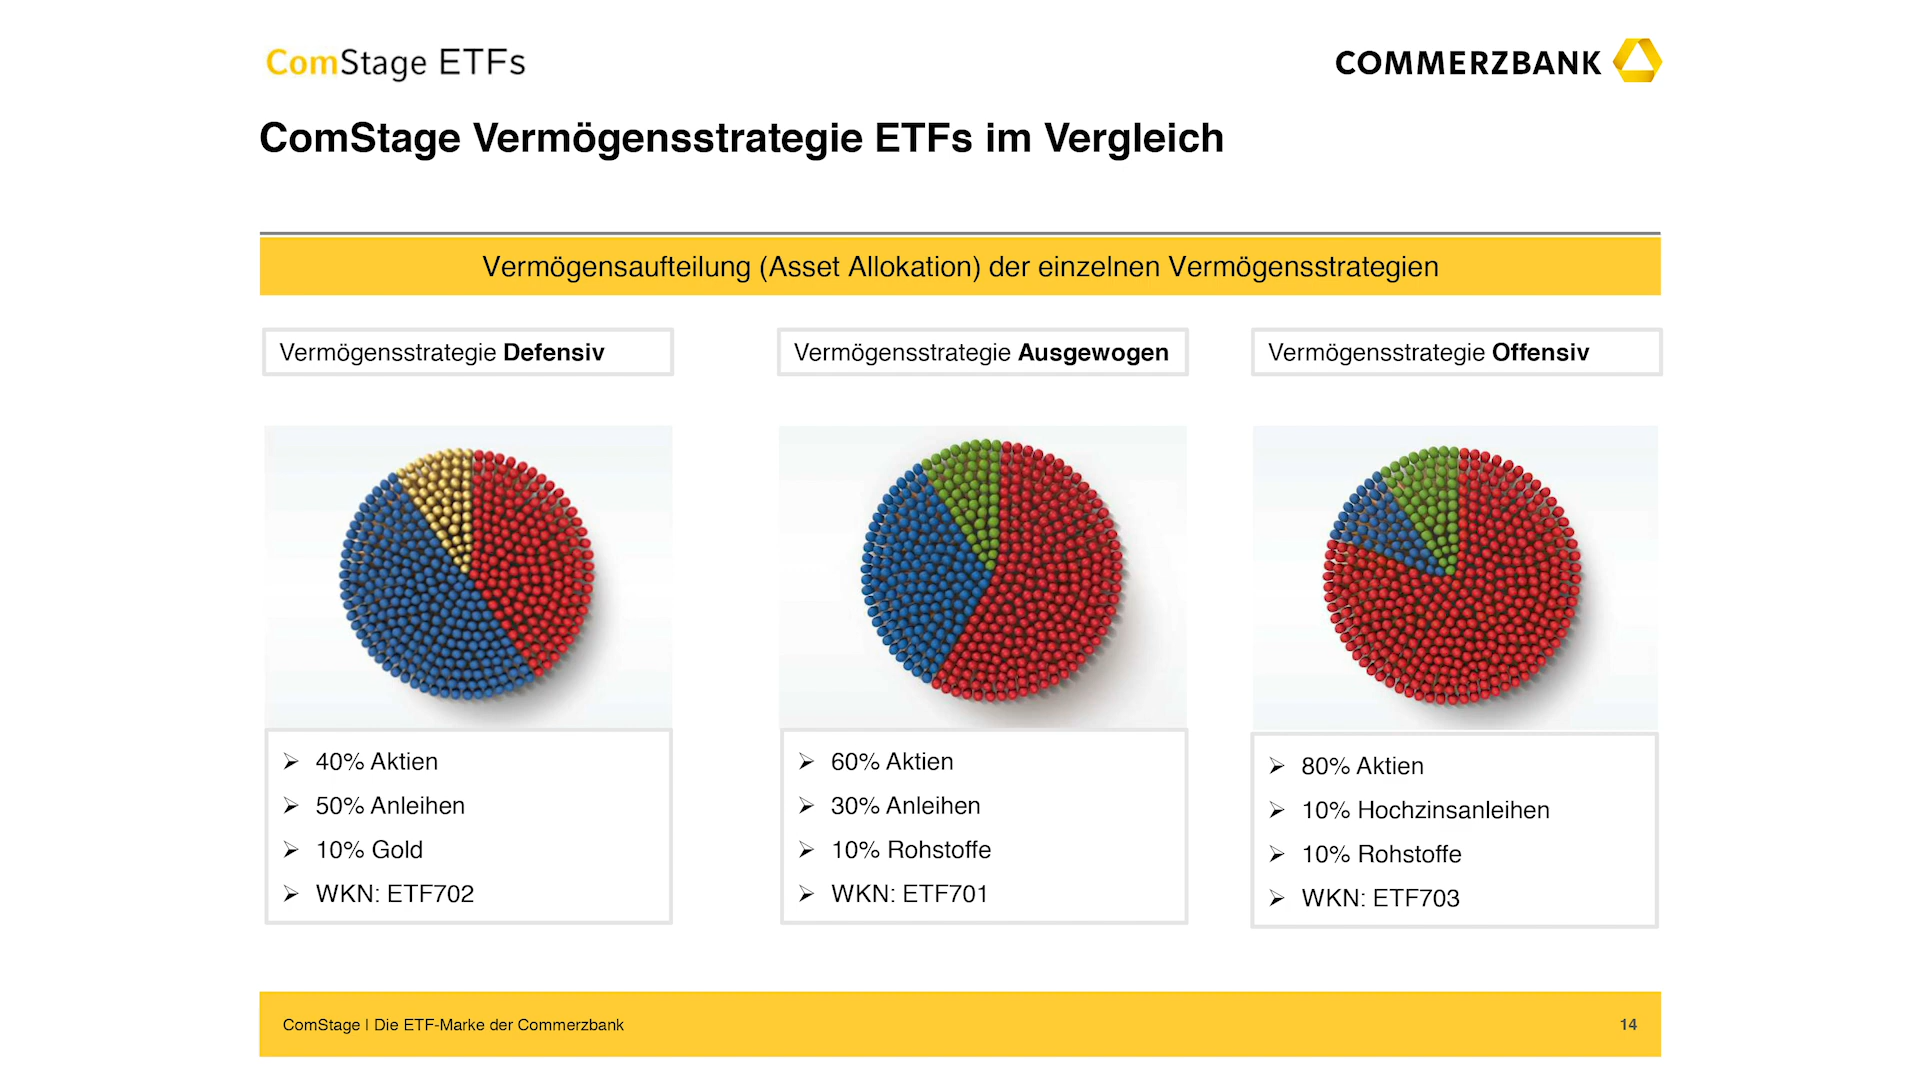 ComStage ETFs
COMMERZBANK
ComStage Vermögensstrategie ETFs im Vergleich
Vermögensaufteilung (Asset Allokation) der einzelnen Vermögensstrategien
Vermögensstrategie Defensiv
Vermögensstrategie Ausgewogen
Vermögensstrategie Offensiv
➢ 40% Aktien
➢ 50% Anleihen
➢ 10% Gold
➢ WKN: ETF702
➢ 60% Aktien
➢ 30% Anleihen
➢ 10% Rohstoffe
➢ WKN: ETF701
➢ 80% Aktien
➢ 10% Hochzinsanleihen
➢ 10% Rohstoffe
➢ WKN: ETF703
ComStage | Die ETF-Marke der Commerzbank
14